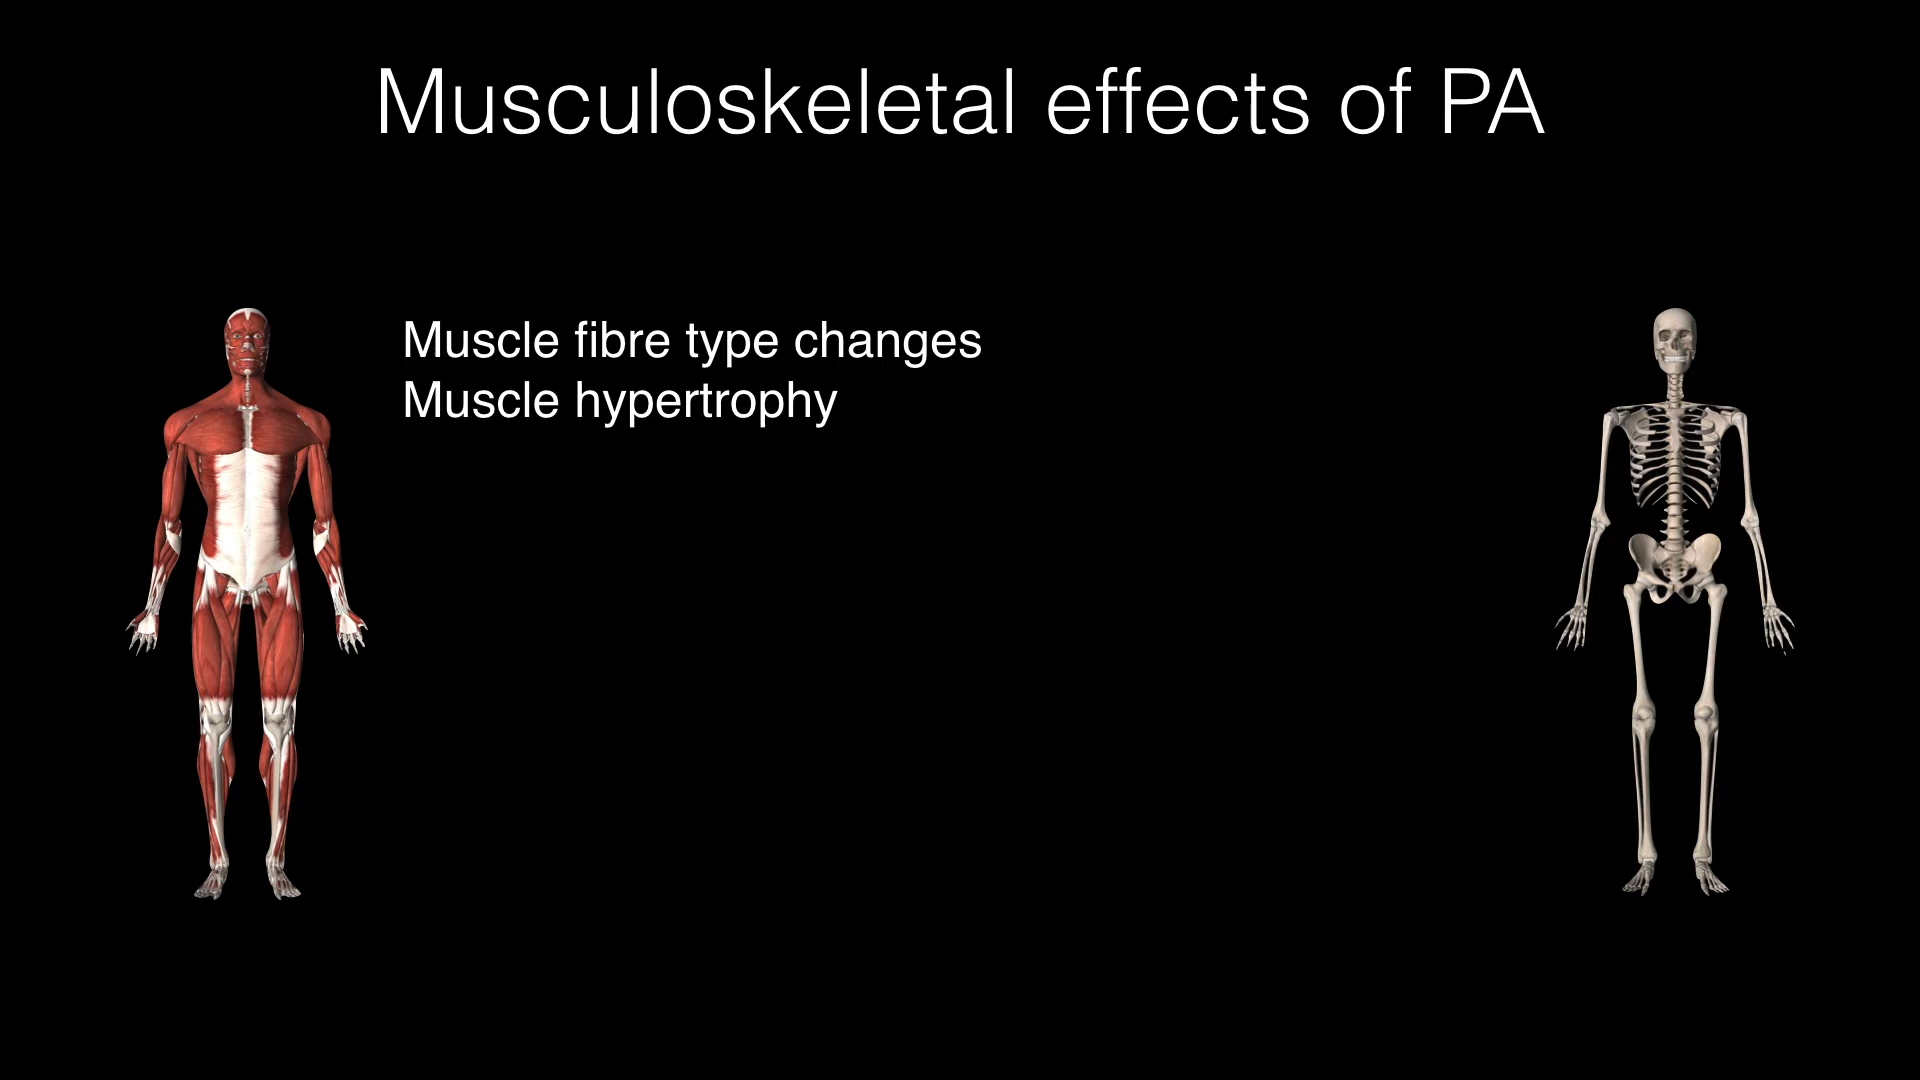 Musculoskeletal effects of PA
Muscle fibre type changes
Muscle hypertrophy